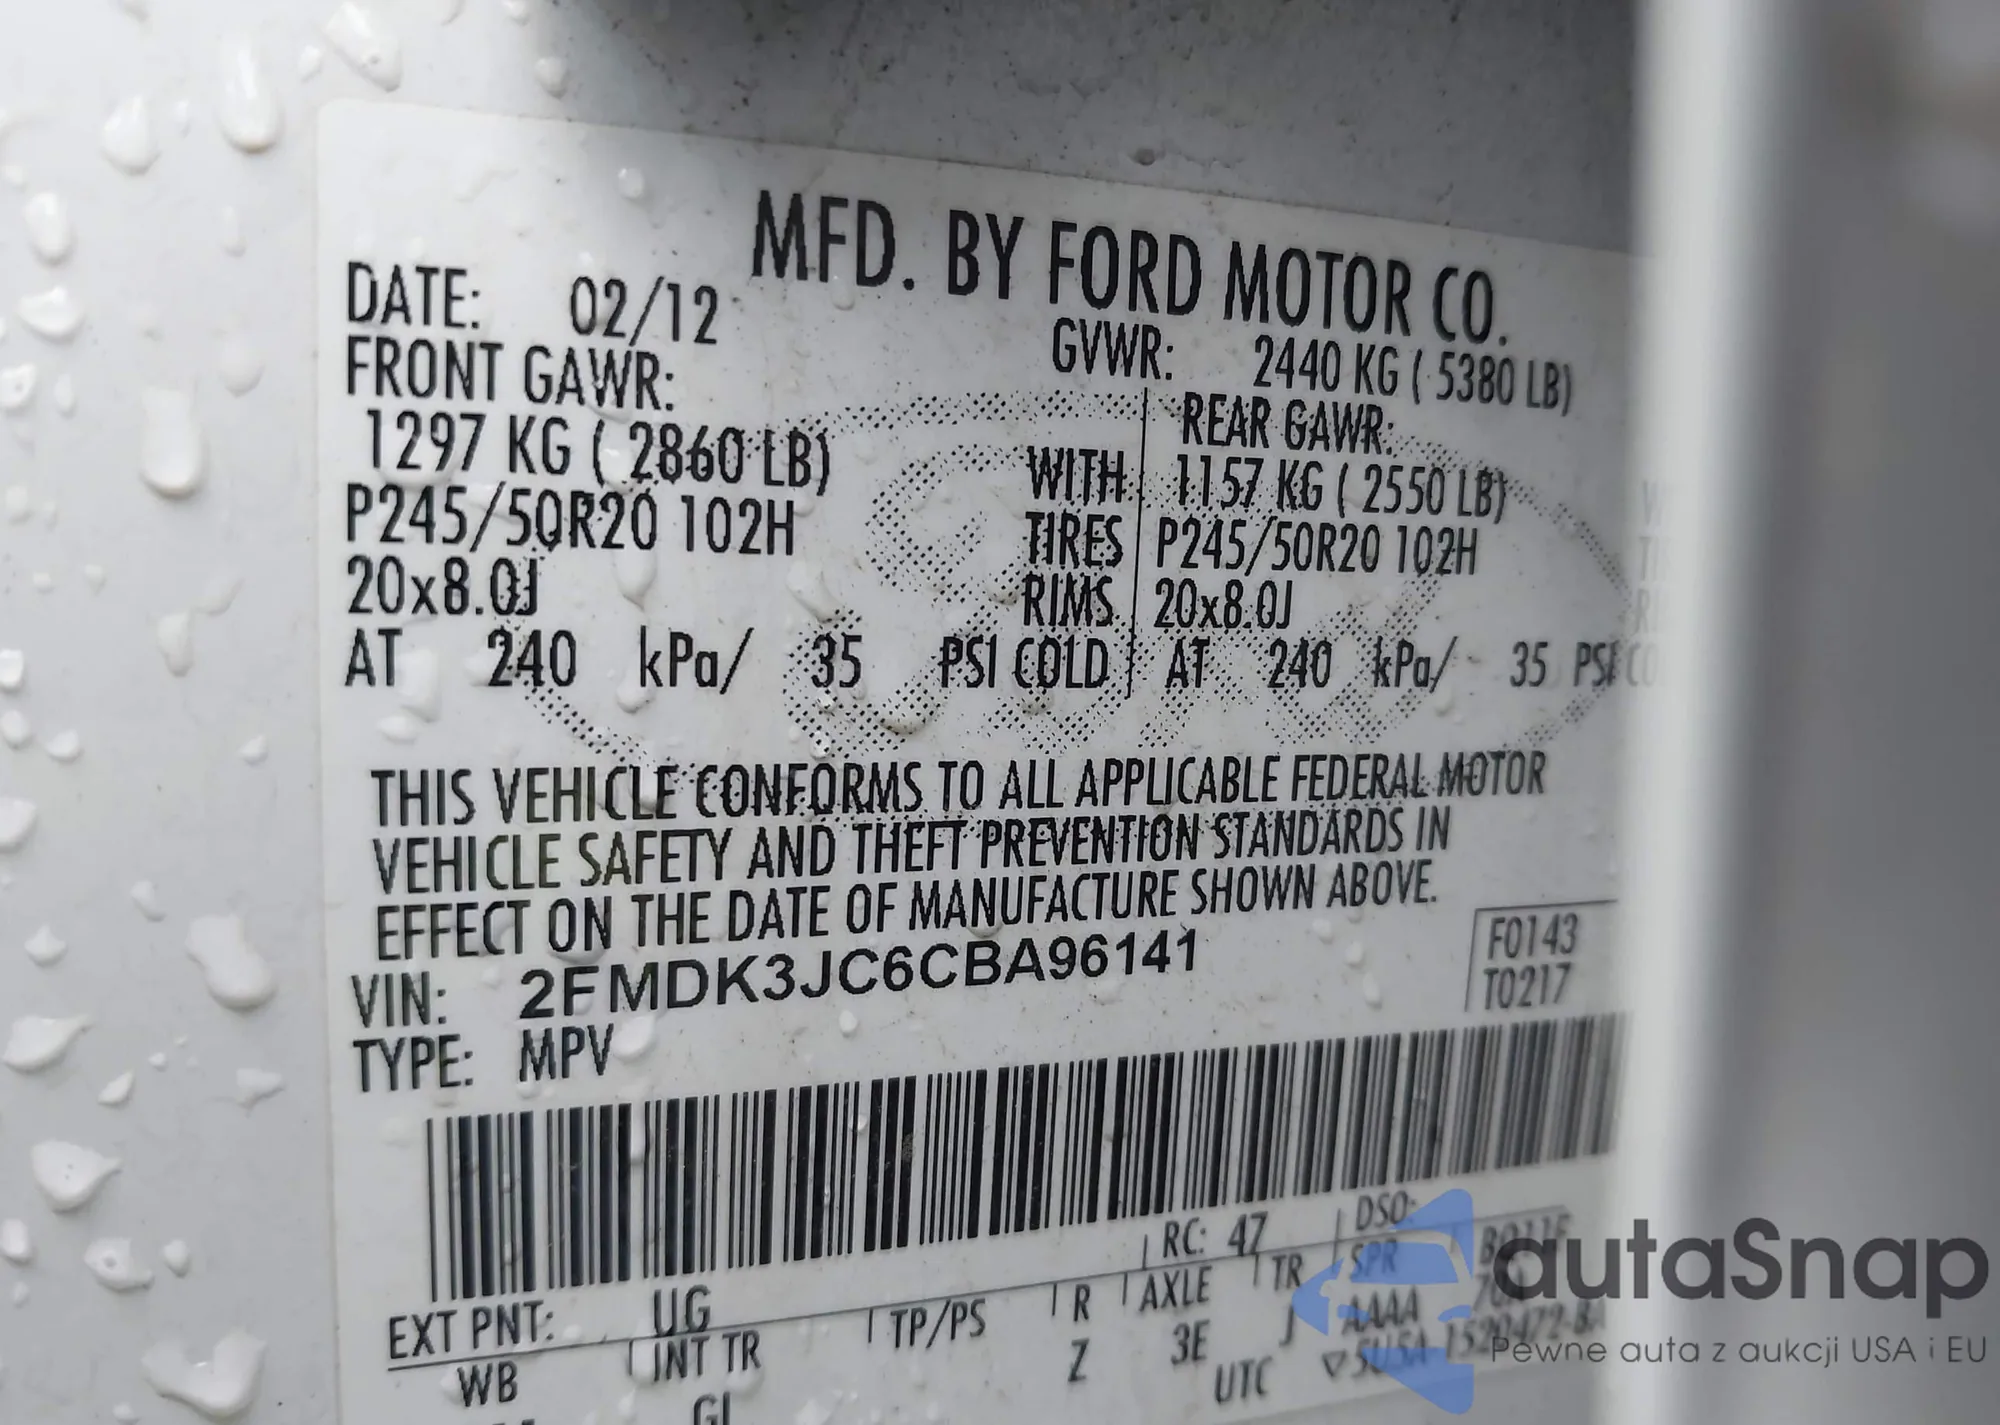 MFD. BY FORD MOTOR CO.
DATE: 02/12
GVWR: 2440 KG ( 5380 LB)
FRONT GAWR:
REAR GAWR:
1297 KG ( 2860 LB)
WITH
1157 KG ( 2550 LB)
P245/50R20 102H
TIRES
P245/50R20 102H
20x8.0J
RIMS
20x8.0J
AT 240 kPa/ 35 PSI COLD
AT 240 kPa/ 35 PSI CO
THIS VEHICLE CONFORMS TO ALL APPLICABLE FEDERAL MOTOR
VEHICLE SAFETY AND THEFT PREVENTION STANDARDS IN
EFFECT ON THE DATE OF MANUFACTURE SHOWN ABOVE.
F0143
T0217
VIN: 2FMDK3JC6CBA96141
TYPE: MPV
EXT PNT: UG
RC: 47
DSO:
WB
INT TR
TP/PS
R
AXLE
TR
SPR
GL
Z
3E
J
AAAA
UTC
autaSnap
Pewne auta z aukcji USA i EU